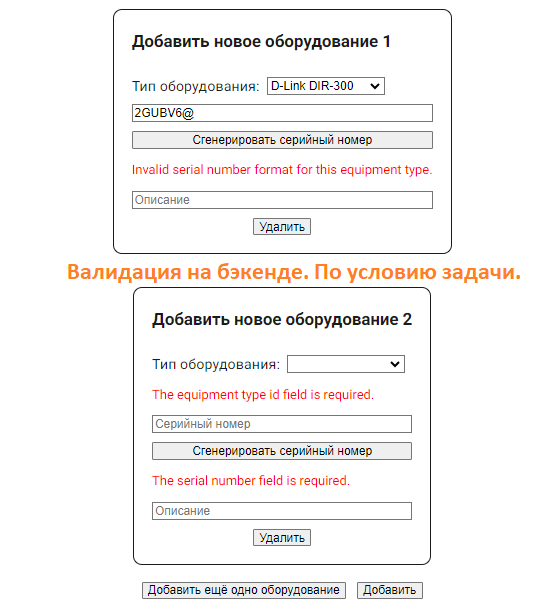 Добавить новое оборудование 1
Тип оборудования: D-Link DIR-300
2GUBV6@
Сгенерировать серийный номер
Invalid serial number format for this equipment type.
Описание
Удалить
Валидация на бэкенде. По условию задачи.
Добавить новое оборудование 2
Тип оборудования:
The equipment type id field is required.
Серийный номер
Сгенерировать серийный номер
The serial number field is required.
Описание
Удалить
Добавить ещё одно оборудование Добавить